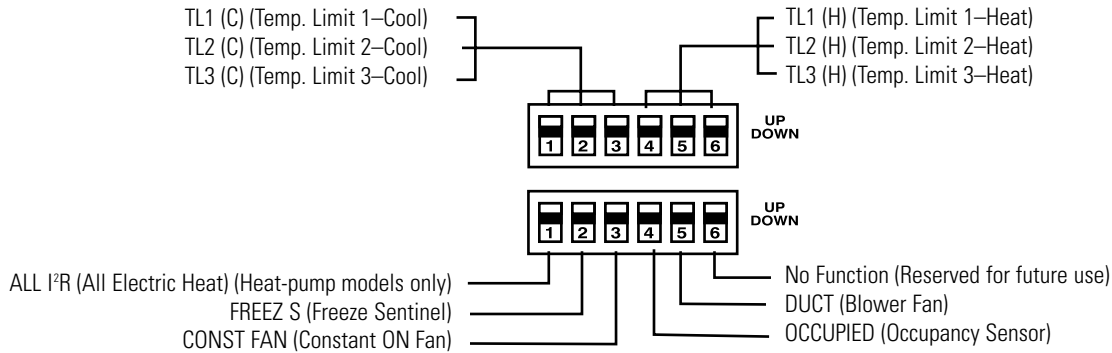 TL1 (C) (Temp. Limit 1–Cool)
TL2 (C) (Temp. Limit 2–Cool)
TL3 (C) (Temp. Limit 3–Cool)
TL1 (H) (Temp. Limit 1–Heat)
TL2 (H) (Temp. Limit 2–Heat)
TL3 (H) (Temp. Limit 3–Heat)
1 2 3 4 5 6
UP
DOWN
1 2 3 4 5 6
UP
DOWN
ALL I²R (All Electric Heat) (Heat-pump models only)
FREEZ S (Freeze Sentinel)
CONST FAN (Constant ON Fan)
No Function (Reserved for future use)
DUCT (Blower Fan)
OCCUPIED (Occupancy Sensor)